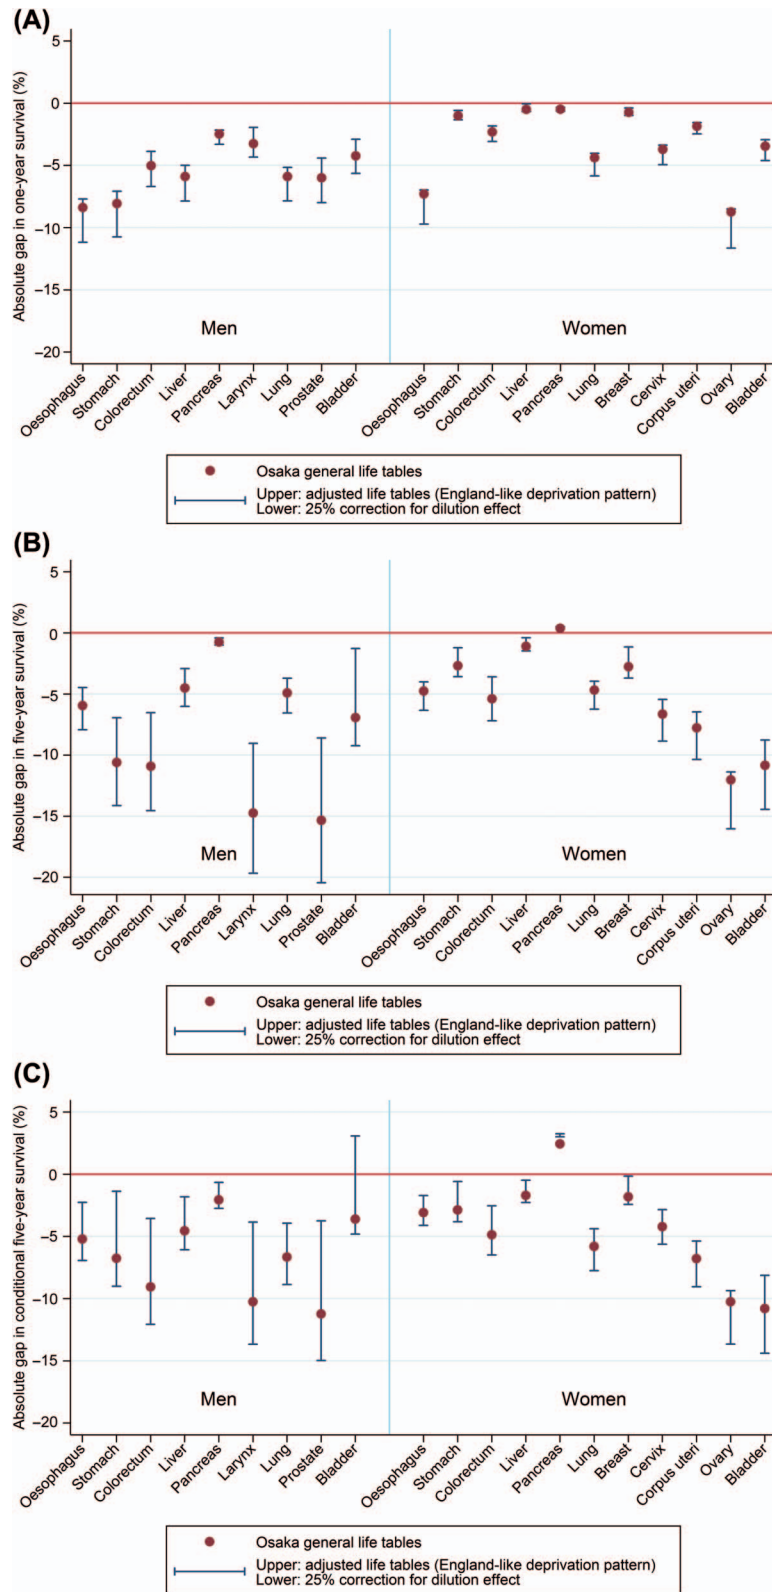 (A)
Absolute gap in one-year survival (%)
5
0
−5
−10
−15
−20
Men
Women
Oesophagus
Stomach
Colorectum
Liver
Pancreas
Larynx
Lung
Prostate
Bladder
Oesophagus
Stomach
Colorectum
Liver
Pancreas
Lung
Breast
Cervix
Corpus uteri
Ovary
Bladder
Osaka general life tables
Upper: adjusted life tables (England-like deprivation pattern)
Lower: 25% correction for dilution effect
(B)
Absolute gap in five-year survival (%)
5
0
−5
−10
−15
−20
Men
Women
Oesophagus
Stomach
Colorectum
Liver
Pancreas
Larynx
Lung
Prostate
Bladder
Oesophagus
Stomach
Colorectum
Liver
Pancreas
Lung
Breast
Cervix
Corpus uteri
Ovary
Bladder
Osaka general life tables
Upper: adjusted life tables (England-like deprivation pattern)
Lower: 25% correction for dilution effect
(C)
Absolute gap in conditional five-year survival (%)
5
0
−5
−10
−15
−20
Men
Women
Oesophagus
Stomach
Colorectum
Liver
Pancreas
Larynx
Lung
Prostate
Bladder
Oesophagus
Stomach
Colorectum
Liver
Pancreas
Lung
Breast
Cervix
Corpus uteri
Ovary
Bladder
Osaka general life tables
Upper: adjusted life tables (England-like deprivation pattern)
Lower: 25% correction for dilution effect